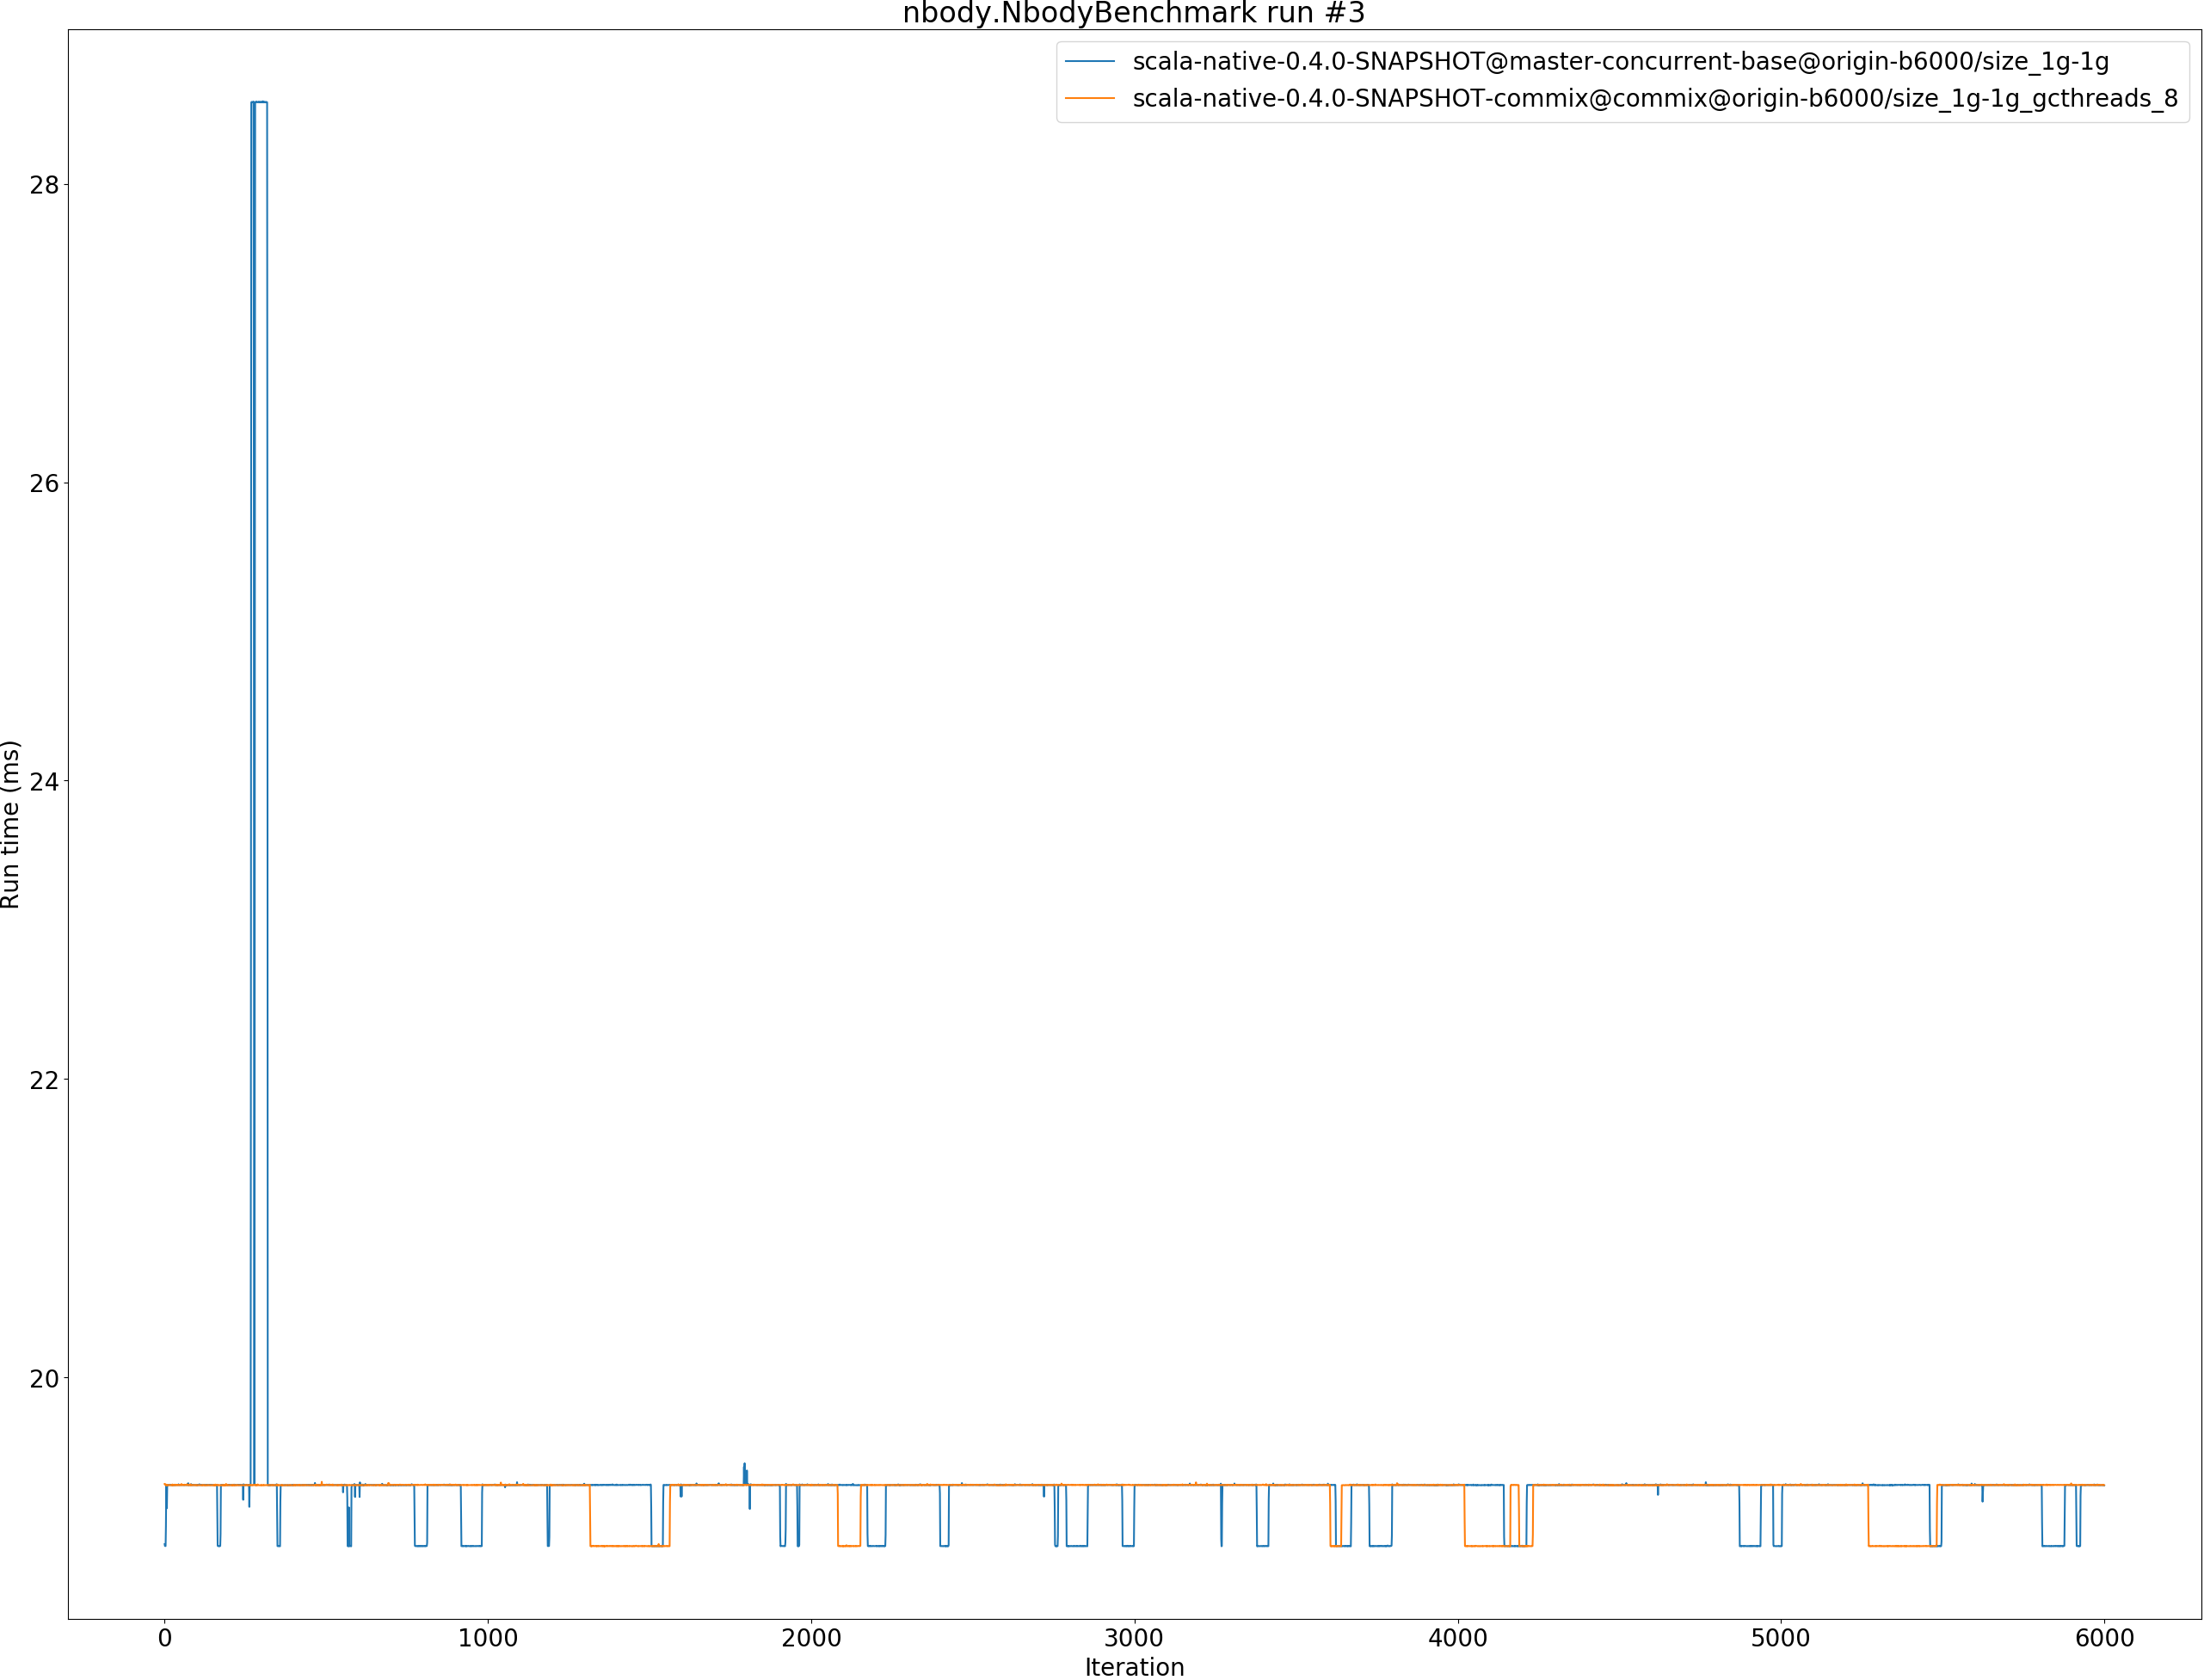 nbody.NbodyBenchmark run #3
scala-native-0.4.0-SNAPSHOT@master-concurrent-base@origin-b6000/size_1g-1g
scala-native-0.4.0-SNAPSHOT-commix@commix@origin-b6000/size_1g-1g_gcthreads_8
28
26
24
22
20
Run time (ms)
0 1000 2000 3000 4000 5000 6000
Iteration